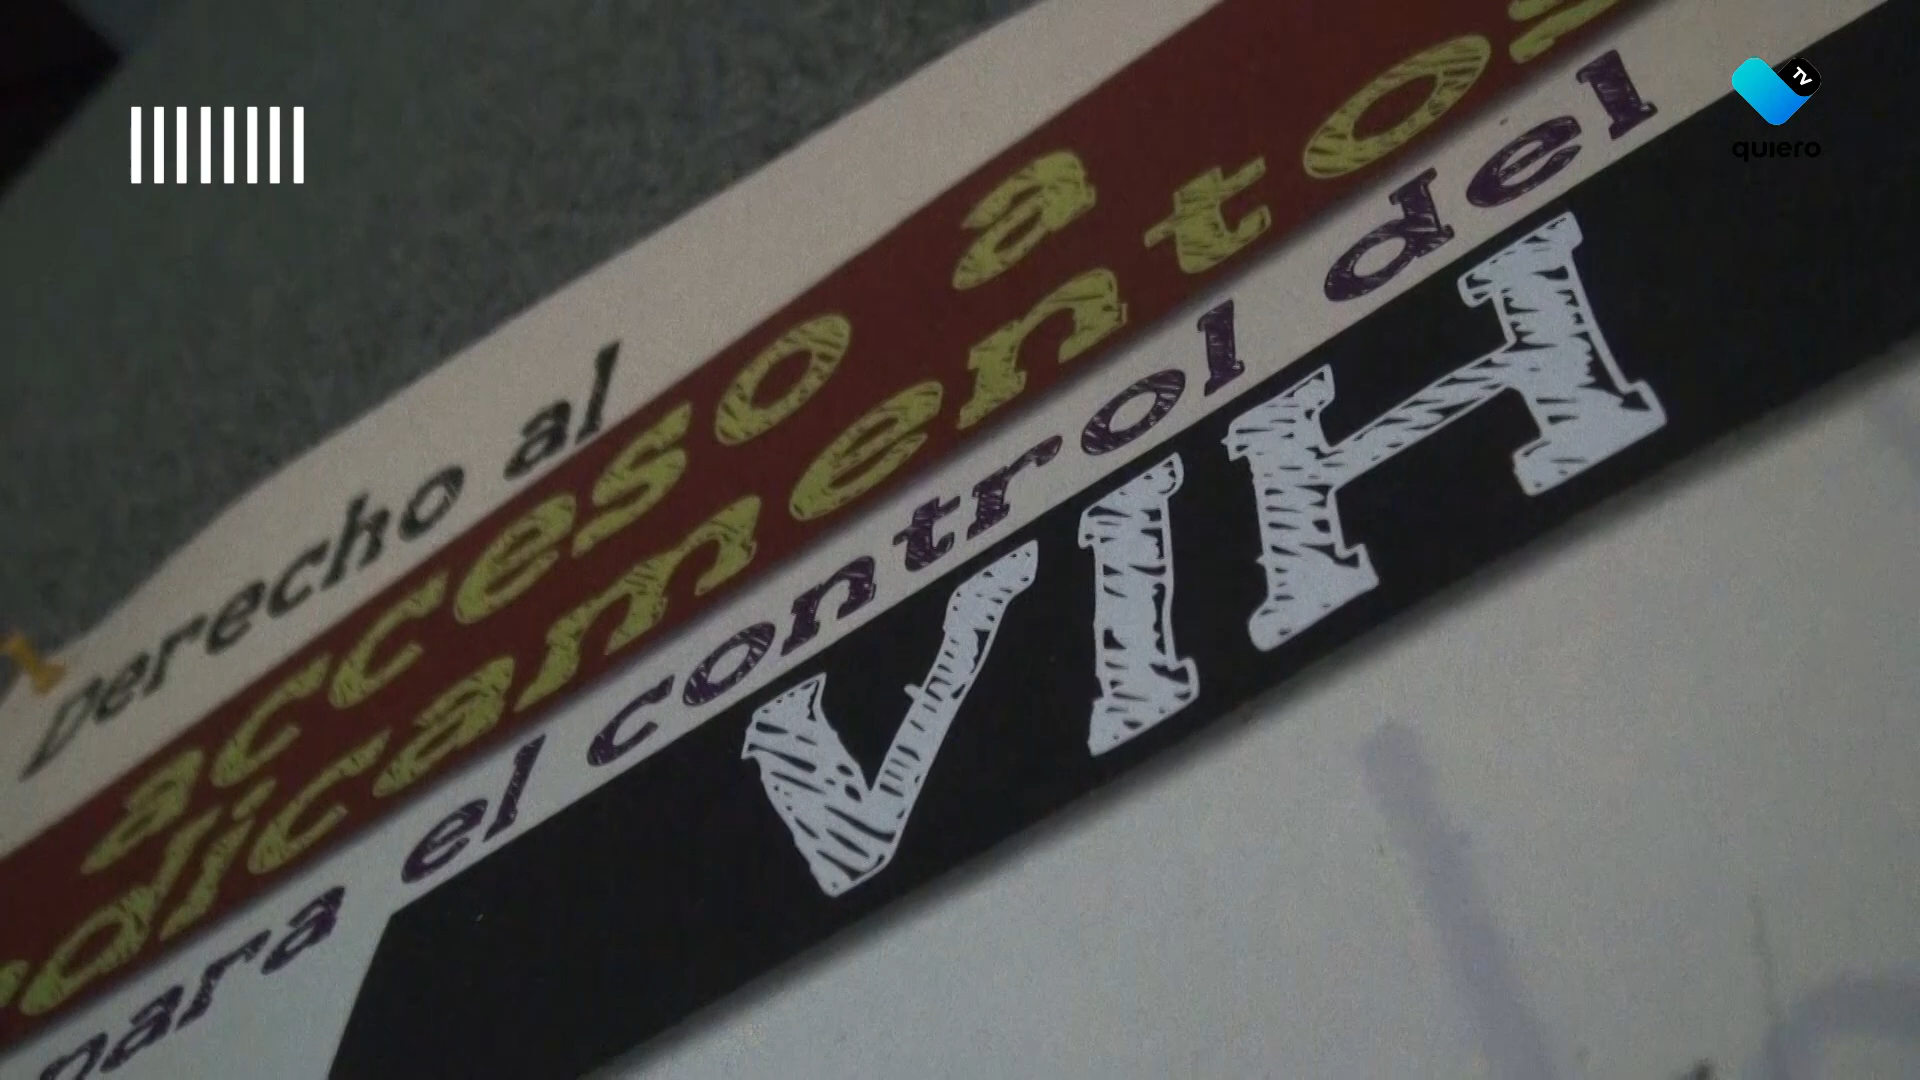 Derecho al
acceso a
medicamentos
para el control del
VIH
TV
quiero